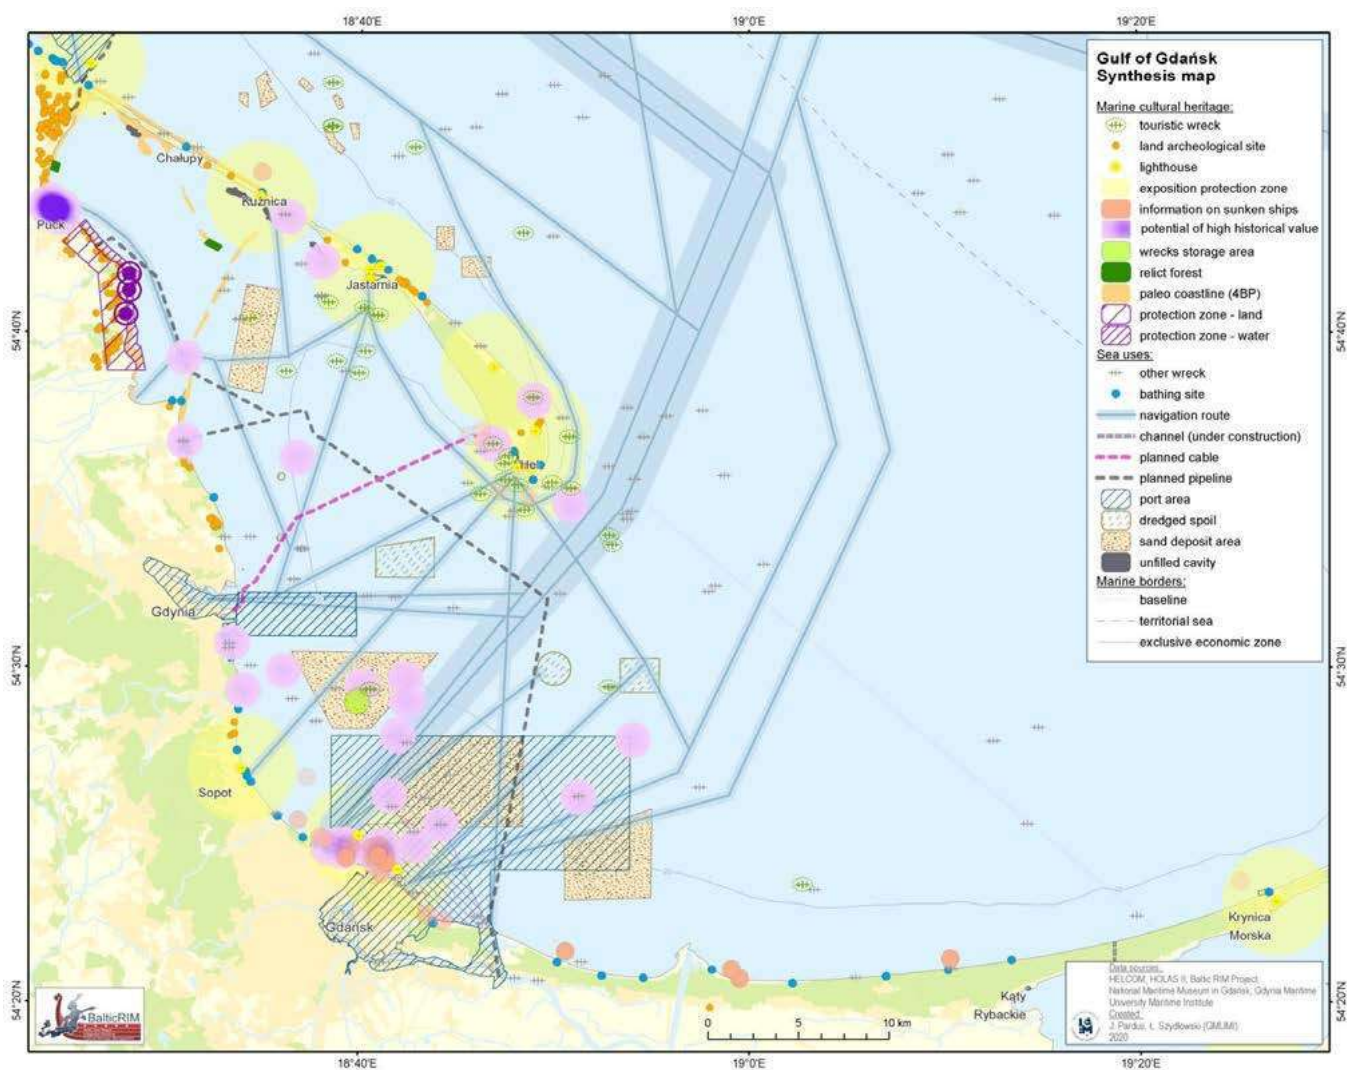 18°40'E
19°0'E
19°20'E
Gulf of Gdańsk
Synthesis map
Marine cultural heritage:
touristic wreck
land archeological site
lighthouse
exposition protection zone
information on sunken ships
potential of high historical value
wrecks storage area
relict forest
paleo coastline (4BP)
protection zone - land
protection zone - water
Sea uses:
other wreck
bathing site
navigation route
channel (under construction)
planned cable
planned pipeline
port area
dredged spoil
sand deposit area
unfilled cavity
Marine borders:
baseline
territorial sea
exclusive economic zone
Chałupy
Kuźnica
Puck
Jastarnia
54°40'N
54°40'N
Hel
Gdynia
54°30'N
54°30'N
Sopot
Gdańsk
Krynica
Morska
Kąty
Rybackie
54°20'N
54°20'N
BalticRIM
0 5 10 km
Data sources:
HELCOM, HOLAS II, Baltic RIM Project,
National Maritime Museum in Gdańsk, Gdynia Maritime
University Maritime Institute
Created:
J. Pardus, Ł. Szydłowski (GMUMI)
2020
18°40'E
19°0'E
19°20'E